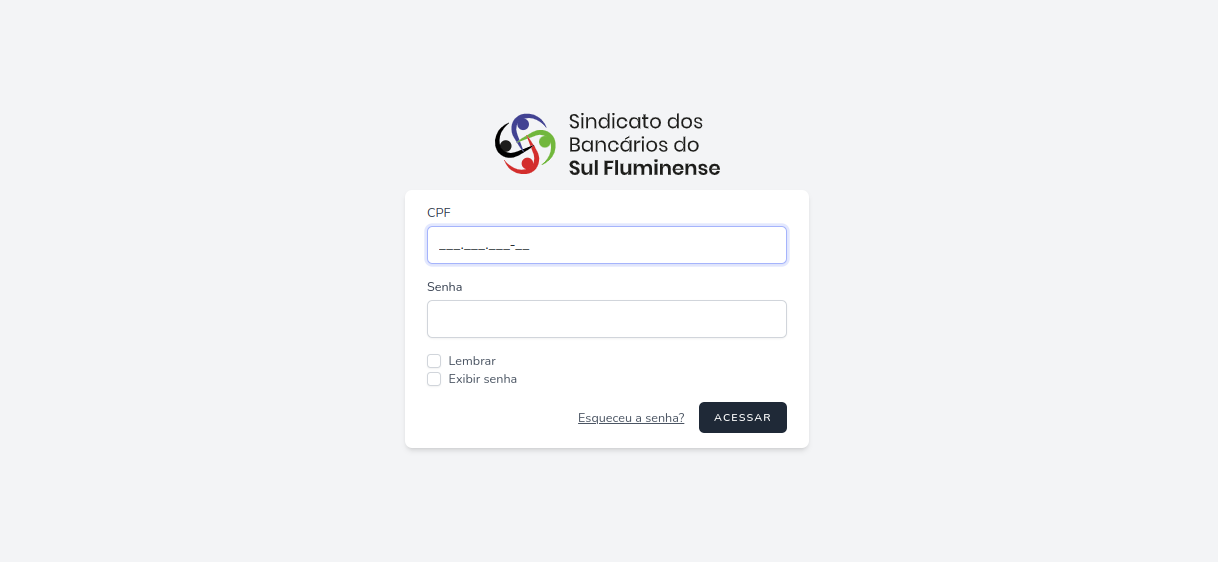 Sindicato dos
Bancários do
Sul Fluminense
CPF
___.___.___-__
Senha
Lembrar
Exibir senha
Esqueceu a senha? ACESSAR